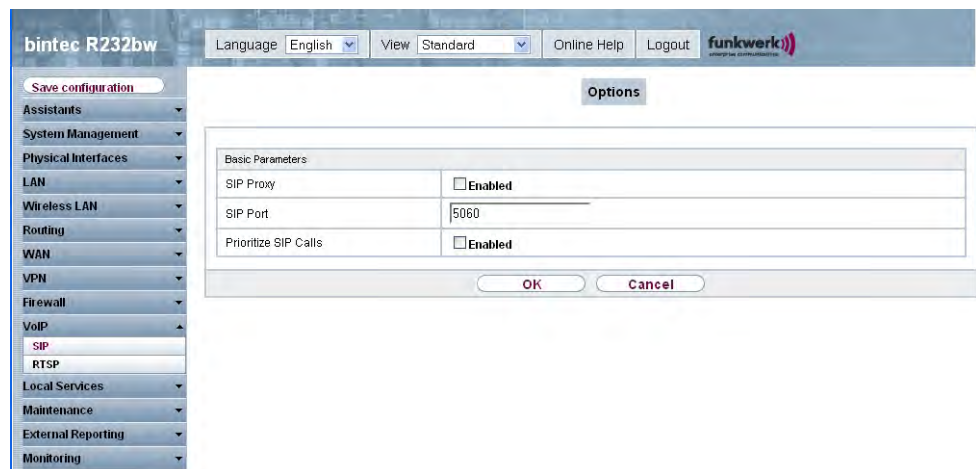 bintec R232bw
Language English View Standard Online Help Logout funkwerk
Save configuration
Options
Assistants
System Management
Physical Interfaces
LAN
Wireless LAN
Routing
WAN
VPN
Firewall
VoIP
SIP
RTSP
Local Services
Maintenance
External Reporting
Monitoring
Basic Parameters
SIP Proxy Enabled
SIP Port 5060
Prioritize SIP Calls Enabled
OK Cancel